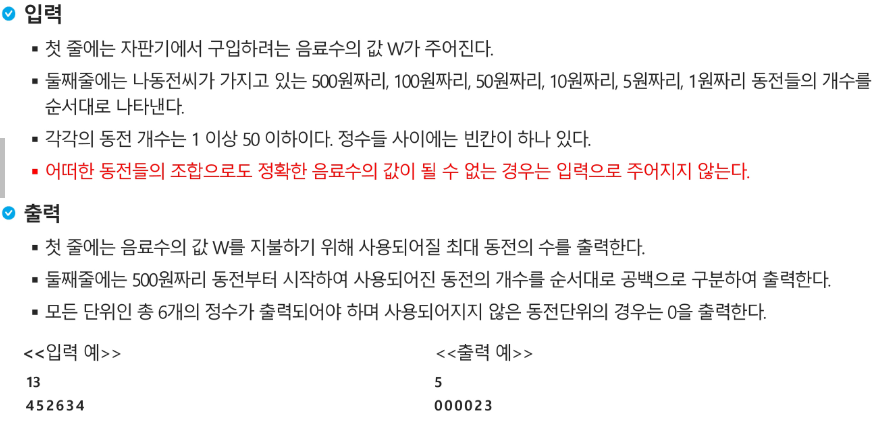 입력
▪ 첫 줄에는 자판기에서 구입하려는 음료수의 값 W가 주어진다.
▪ 둘째줄에는 나동전씨가 가지고 있는 500원짜리, 100원짜리, 50원짜리, 10원짜리, 5원짜리, 1원짜리 동전들의 개수를
순서대로 나타낸다.
▪ 각각의 동전 개수는 1 이상 50 이하이다. 정수들 사이에는 빈칸이 하나 있다.
▪ 어떠한 동전들의 조합으로도 정확한 음료수의 값이 될 수 없는 경우는 입력으로 주어지지 않는다.
출력
▪ 첫 줄에는 음료수의 값 W를 지불하기 위해 사용되어질 최대 동전의 수를 출력한다.
▪ 둘째줄에는 500원짜리 동전부터 시작하여 사용되어진 동전의 개수를 순서대로 공백으로 구분하여 출력한다.
▪ 모든 단위인 총 6개의 정수가 출력되어야 하며 사용되어지지 않은 동전단위의 경우는 0을 출력한다.
<<입력 예>>
13
4 5 2 6 3 4
<<출력 예>>
5
0 0 0 0 2 3